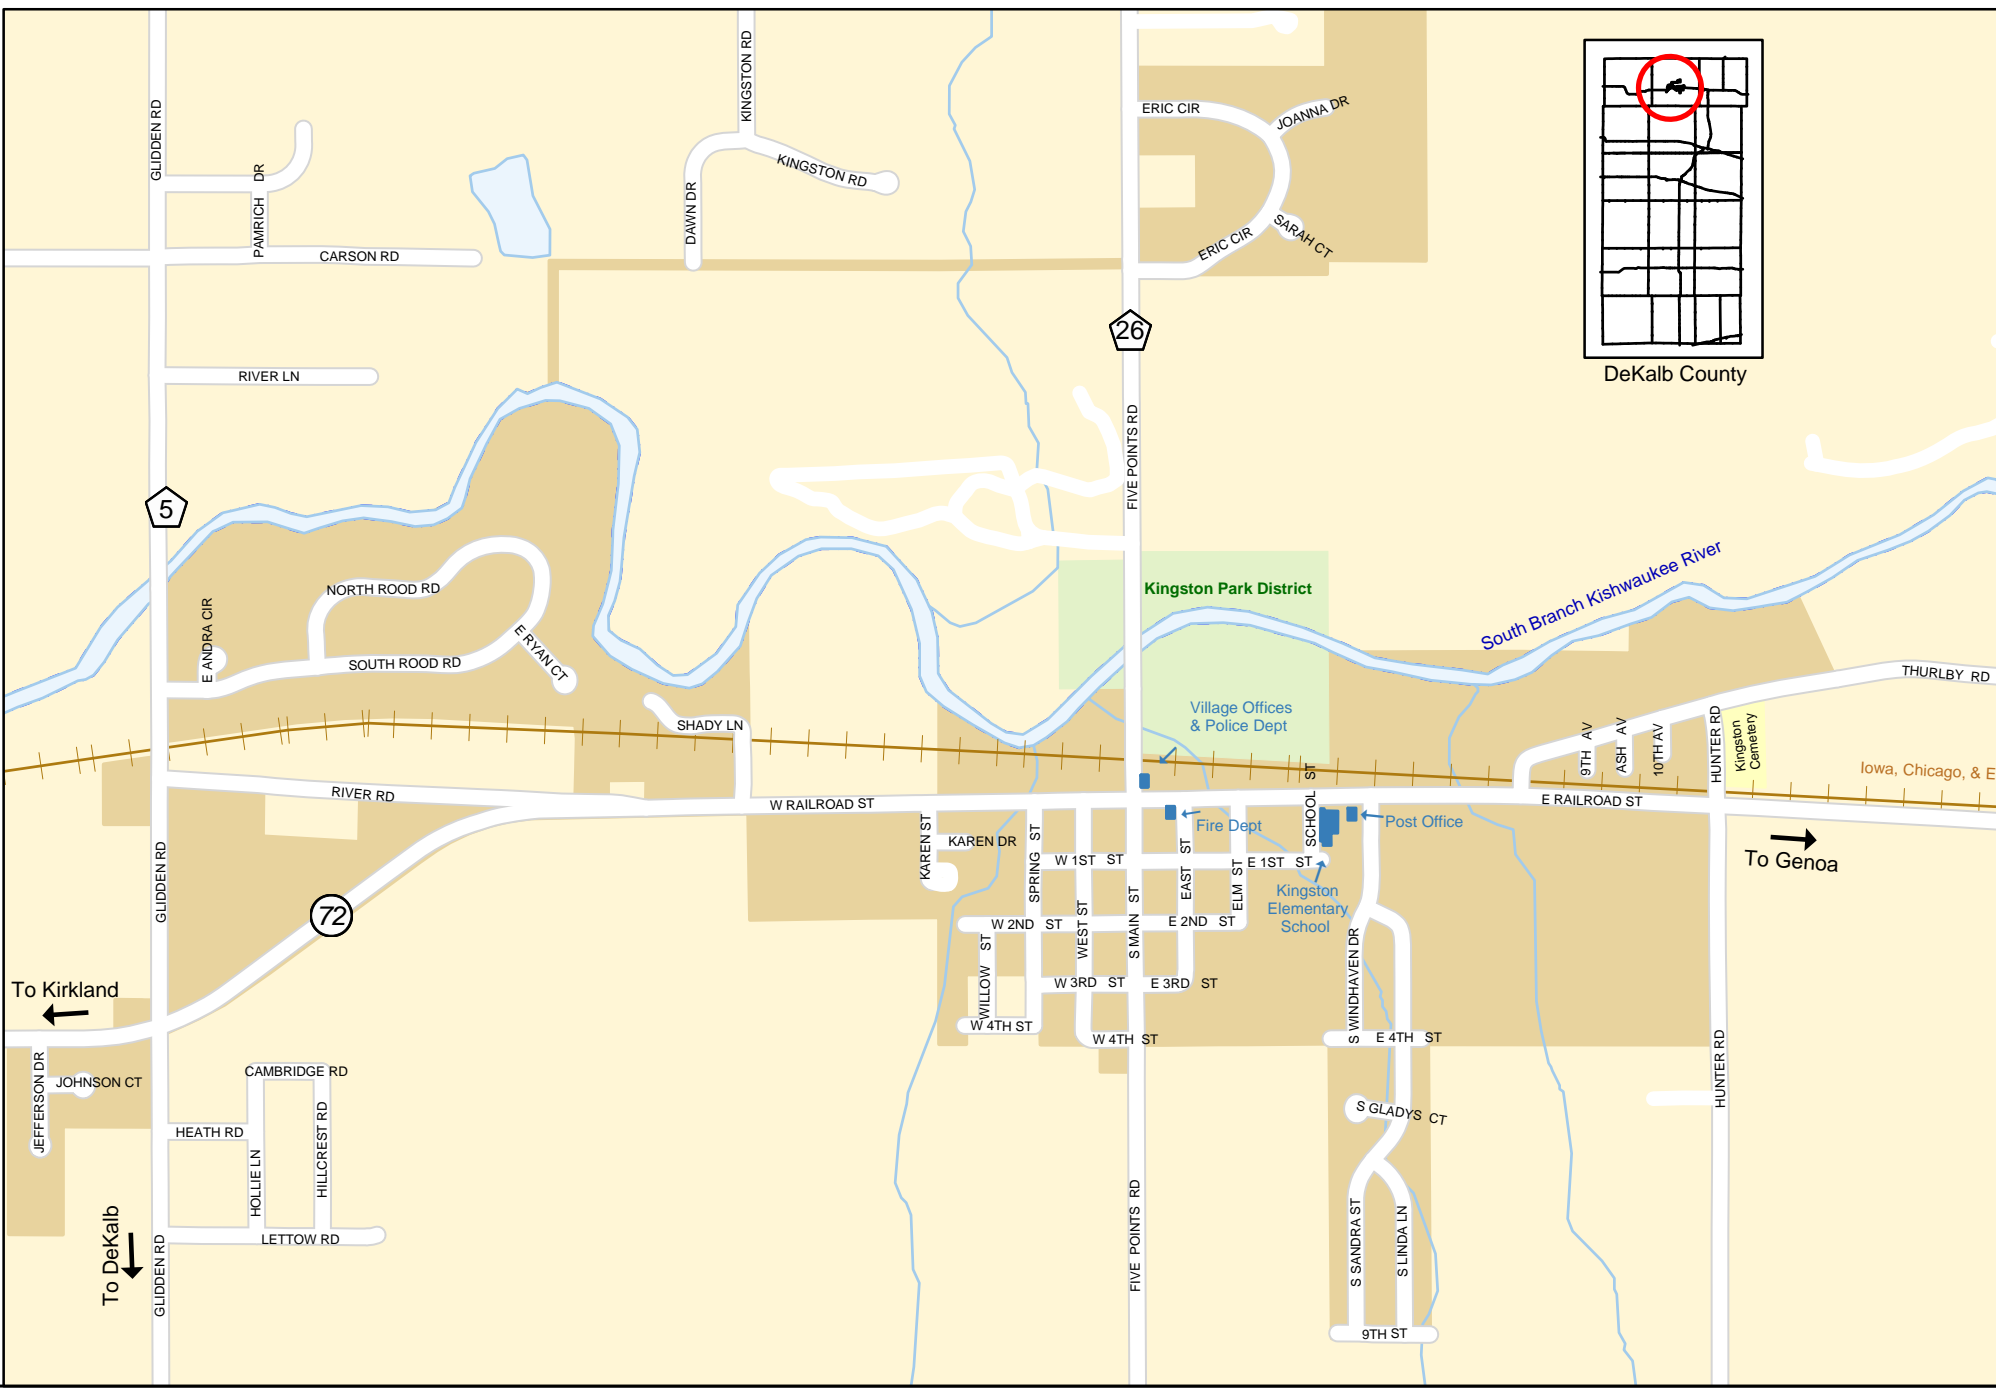 GLIDDEN RD
KINGSTON RD
PAMRICH DR
CARSON RD
KINGSTON RD
DAWN DR
ERIC CIR
JOANNA DR
SARAH CT
ERIC CIR
DeKalb County
26
RIVER LN
FIVE POINTS RD
5
NORTH ROOD RD
E ANDRA CIR
SOUTH ROOD RD
E RYAN CT
Kingston Park District
South Branch Kishwaukee River
THURLBY RD
SHADY LN
Village Offices
& Police Dept
9TH AV
ASH AV
10TH AV
HUNTER RD
Kingston
Cemetery
Iowa, Chicago, & E
RIVER RD
W RAILROAD ST
E RAILROAD ST
SCHOOL ST
Fire Dept
Post Office
To Genoa
KAREN ST
KAREN DR
SPRING ST
W 1ST ST
E 1ST ST
EAST ST
ELM ST
Kingston
Elementary
School
GLIDDEN RD
72
W 2ND ST
WEST ST
S MAIN ST
E 2ND ST
WILLOW ST
W 3RD ST
E 3RD ST
S WINDHAVEN DR
W 4TH ST
W 4TH ST
E 4TH ST
To Kirkland
JEFFERSON DR
JOHNSON CT
CAMBRIDGE RD
HEATH RD
HOLLIE LN
HILLCREST RD
LETTOW RD
To DeKalb
GLIDDEN RD
FIVE POINTS RD
S GLADYS CT
S SANDRA ST
S LINDA LN
9TH ST
HUNTER RD